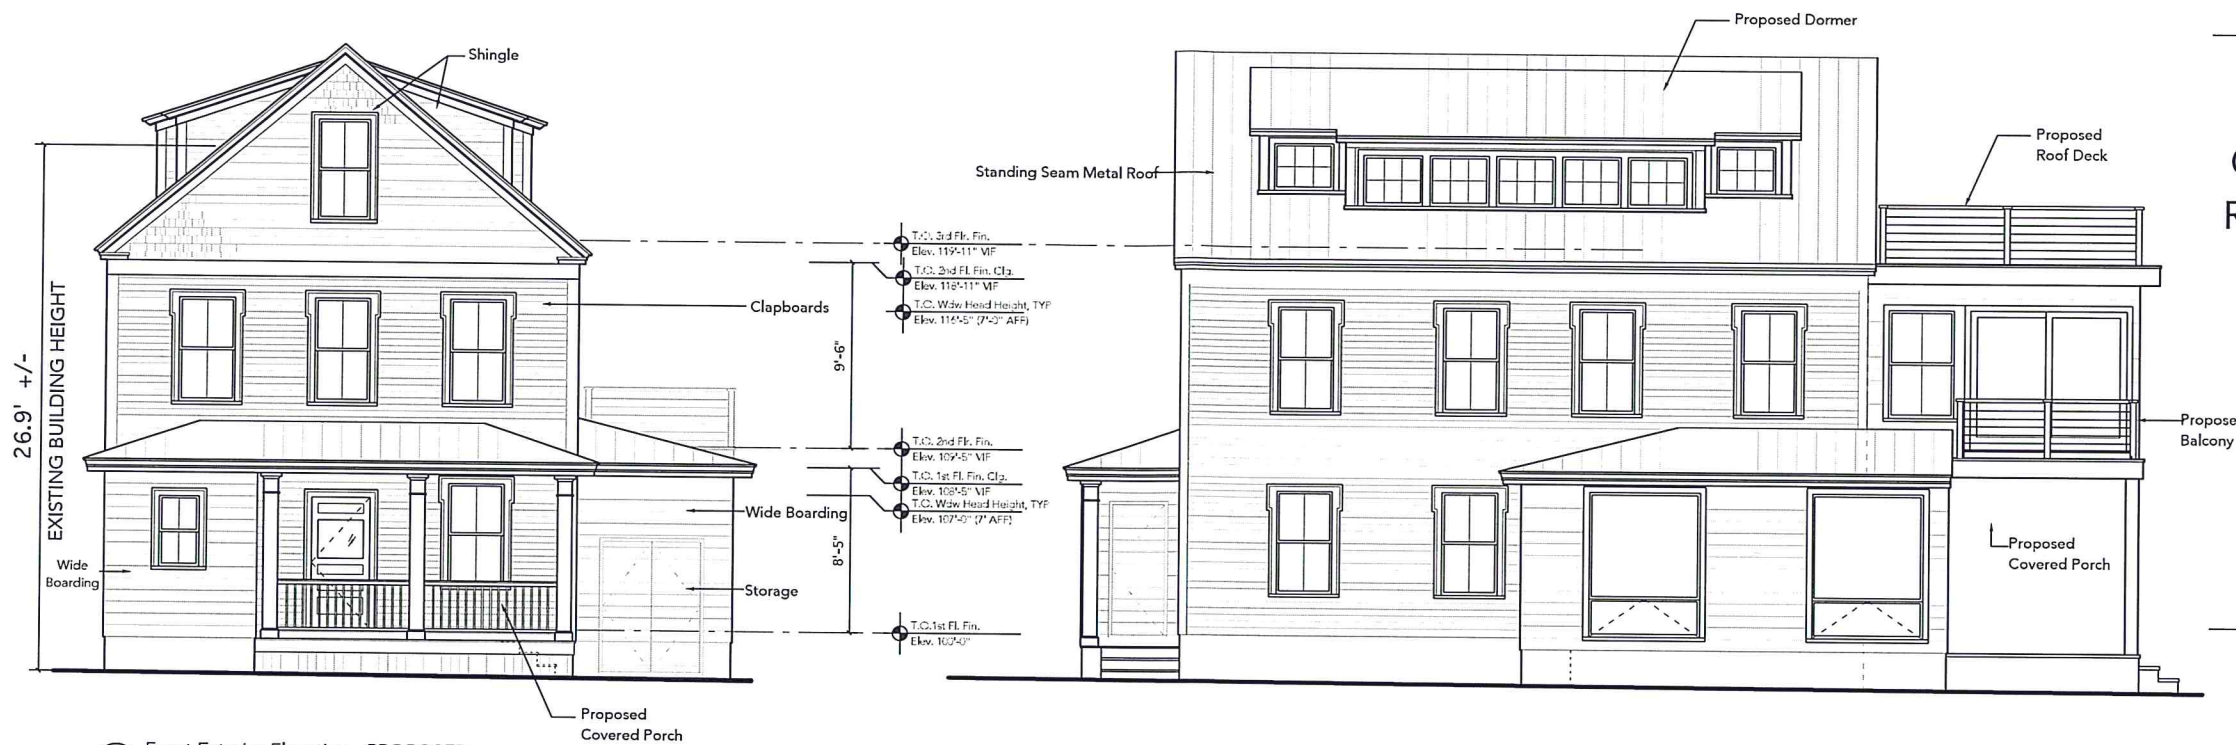 Shingle
Proposed Dormer
Proposed
Roof Deck
Standing Seam Metal Roof
T.O. 3rd Flr. Fin.
Elev. 119'-11" VIF
T.O. 2nd Fl. Fin. Clg.
Elev. 118'-11" VIF
T.O. Wdw Head Height, TYP
Elev. 116'-5" (7'-0" AFF)
Clapboards
9'-6"
26.9' +/-
EXISTING BUILDING HEIGHT
Propose
Balcony
T.O. 2nd Flr. Fin.
Elev. 109'-5" VIF
T.O. 1st Fl. Fin. Clg.
Elev. 108'-5" VIF
T.O. Wdw Head Height, TYP
Elev. 107'-0" (7' AFF)
Wide Boarding
8'-5"
Wide
Boarding
Proposed
Covered Porch
Storage
T.O.1st Fl. Fin.
Elev. 100'-0"
Proposed
Covered Porch